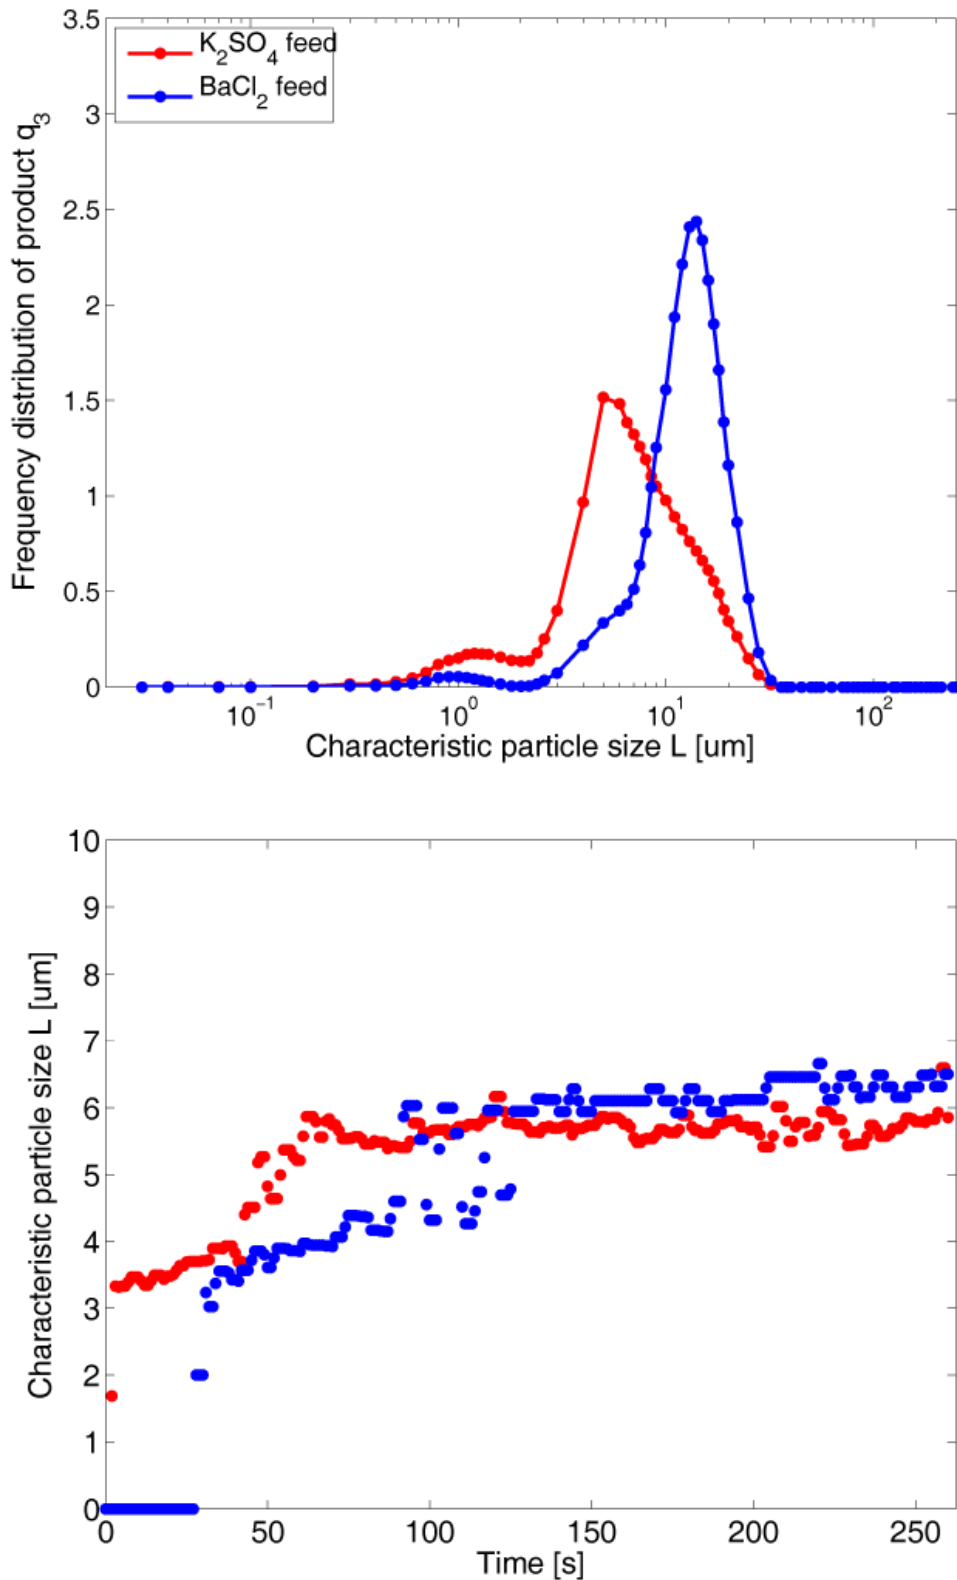 3.5
3
2.5
2
1.5
1
0.5
0
Frequency distribution of product q₃
K₂SO₄ feed
BaCl₂ feed
10⁻¹ 10⁰ 10¹ 10²
Characteristic particle size L [um]
10
9
8
7
6
5
4
3
2
1
0
Characteristic particle size L [um]
0 50 100 150 200 250
Time [s]